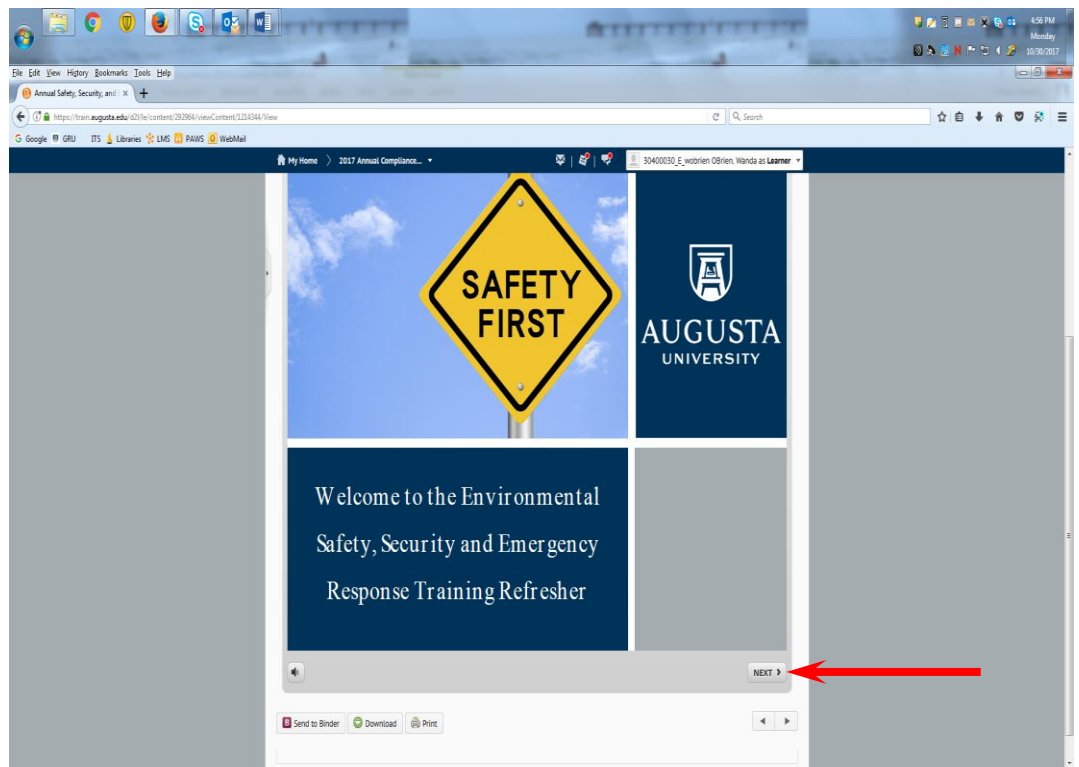 4:56 PM
Monday
10/30/2017
File Edit View History Bookmarks Tools Help
Annual Safety, Security, and
https://train.augusta.edu/d2l/le/content/292964/viewContent/1214344/View
Search
Google GRU ITS Libraries LMS PAWS WebMail
My Home 2017 Annual Compliance...
30400030_E_wobrien OBrien, Wanda as Learner
SAFETY
FIRST
AUGUSTA
UNIVERSITY
Welcome to the Environmental
Safety, Security and Emergency
Response Training Refresher
NEXT
Send to Binder Download Print